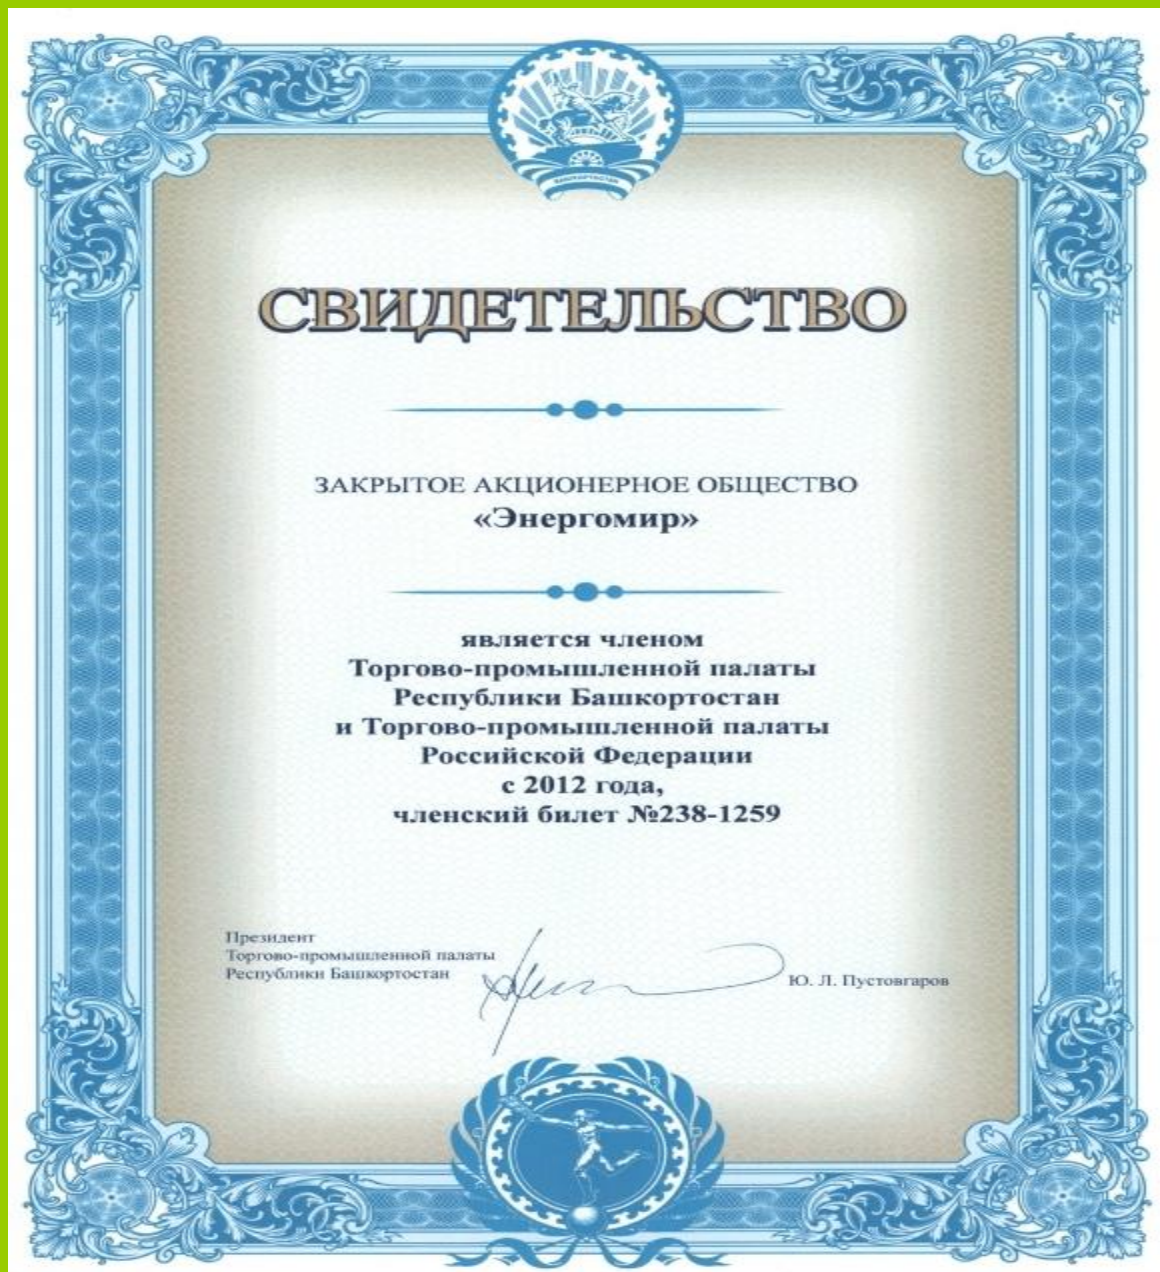 БАШКОРТОСТАН
СВИДЕТЕЛЬСТВО
ЗАКРЫТОЕ АКЦИОНЕРНОЕ ОБЩЕСТВО
«Энергомир»
является членом
Торгово-промышленной палаты
Республики Башкортостан
и Торгово-промышленной палаты
Российской Федерации
с 2012 года,
членский билет №238-1259
Президент
Торгово-промышленной палаты
Республики Башкортостан
Ю. Л. Пустовгаров